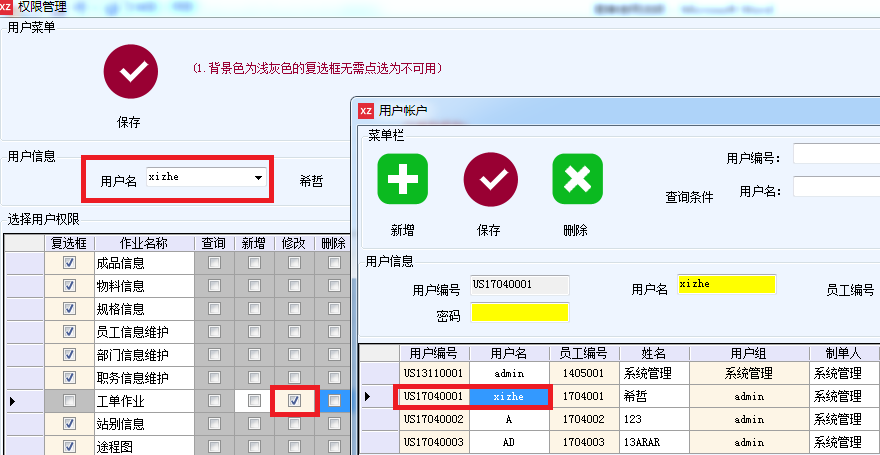 XZ 权限管理
用户菜单
(1.背景色为浅灰色的复选框无需点选为不可用)
保存
用户信息
用户名 xizhe 希哲
选择用户权限
复选框 作业名称 查询 新增 修改 删除
成品信息
物料信息
规格信息
员工信息维护
部门信息维护
职务信息维护
工单作业
站别信息
途程图
XZ 用户帐户
菜单栏
新增 保存 删除
查询条件
用户编号:
用户名:
用户信息
用户编号 US17040001 用户名 xizhe 员工编号
密码
用户编号 用户名 员工编号 姓名 用户组 制单人
US13110001 admin 1405001 系统管理 系统管理 系统管理
US17040001 xizhe 1704001 希哲 admin 系统管理
US17040002 A 1704002 123 admin 系统管理
US17040003 AD 1704003 13ARAR admin 系统管理